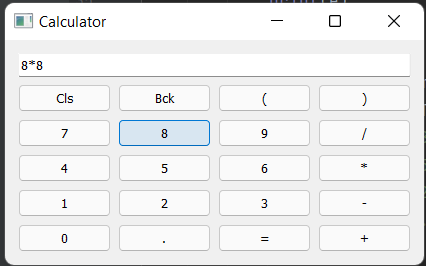 Calculator
8*8
Cls Bck ( )
7 8 9 /
4 5 6 *
1 2 3 -
0 . = +